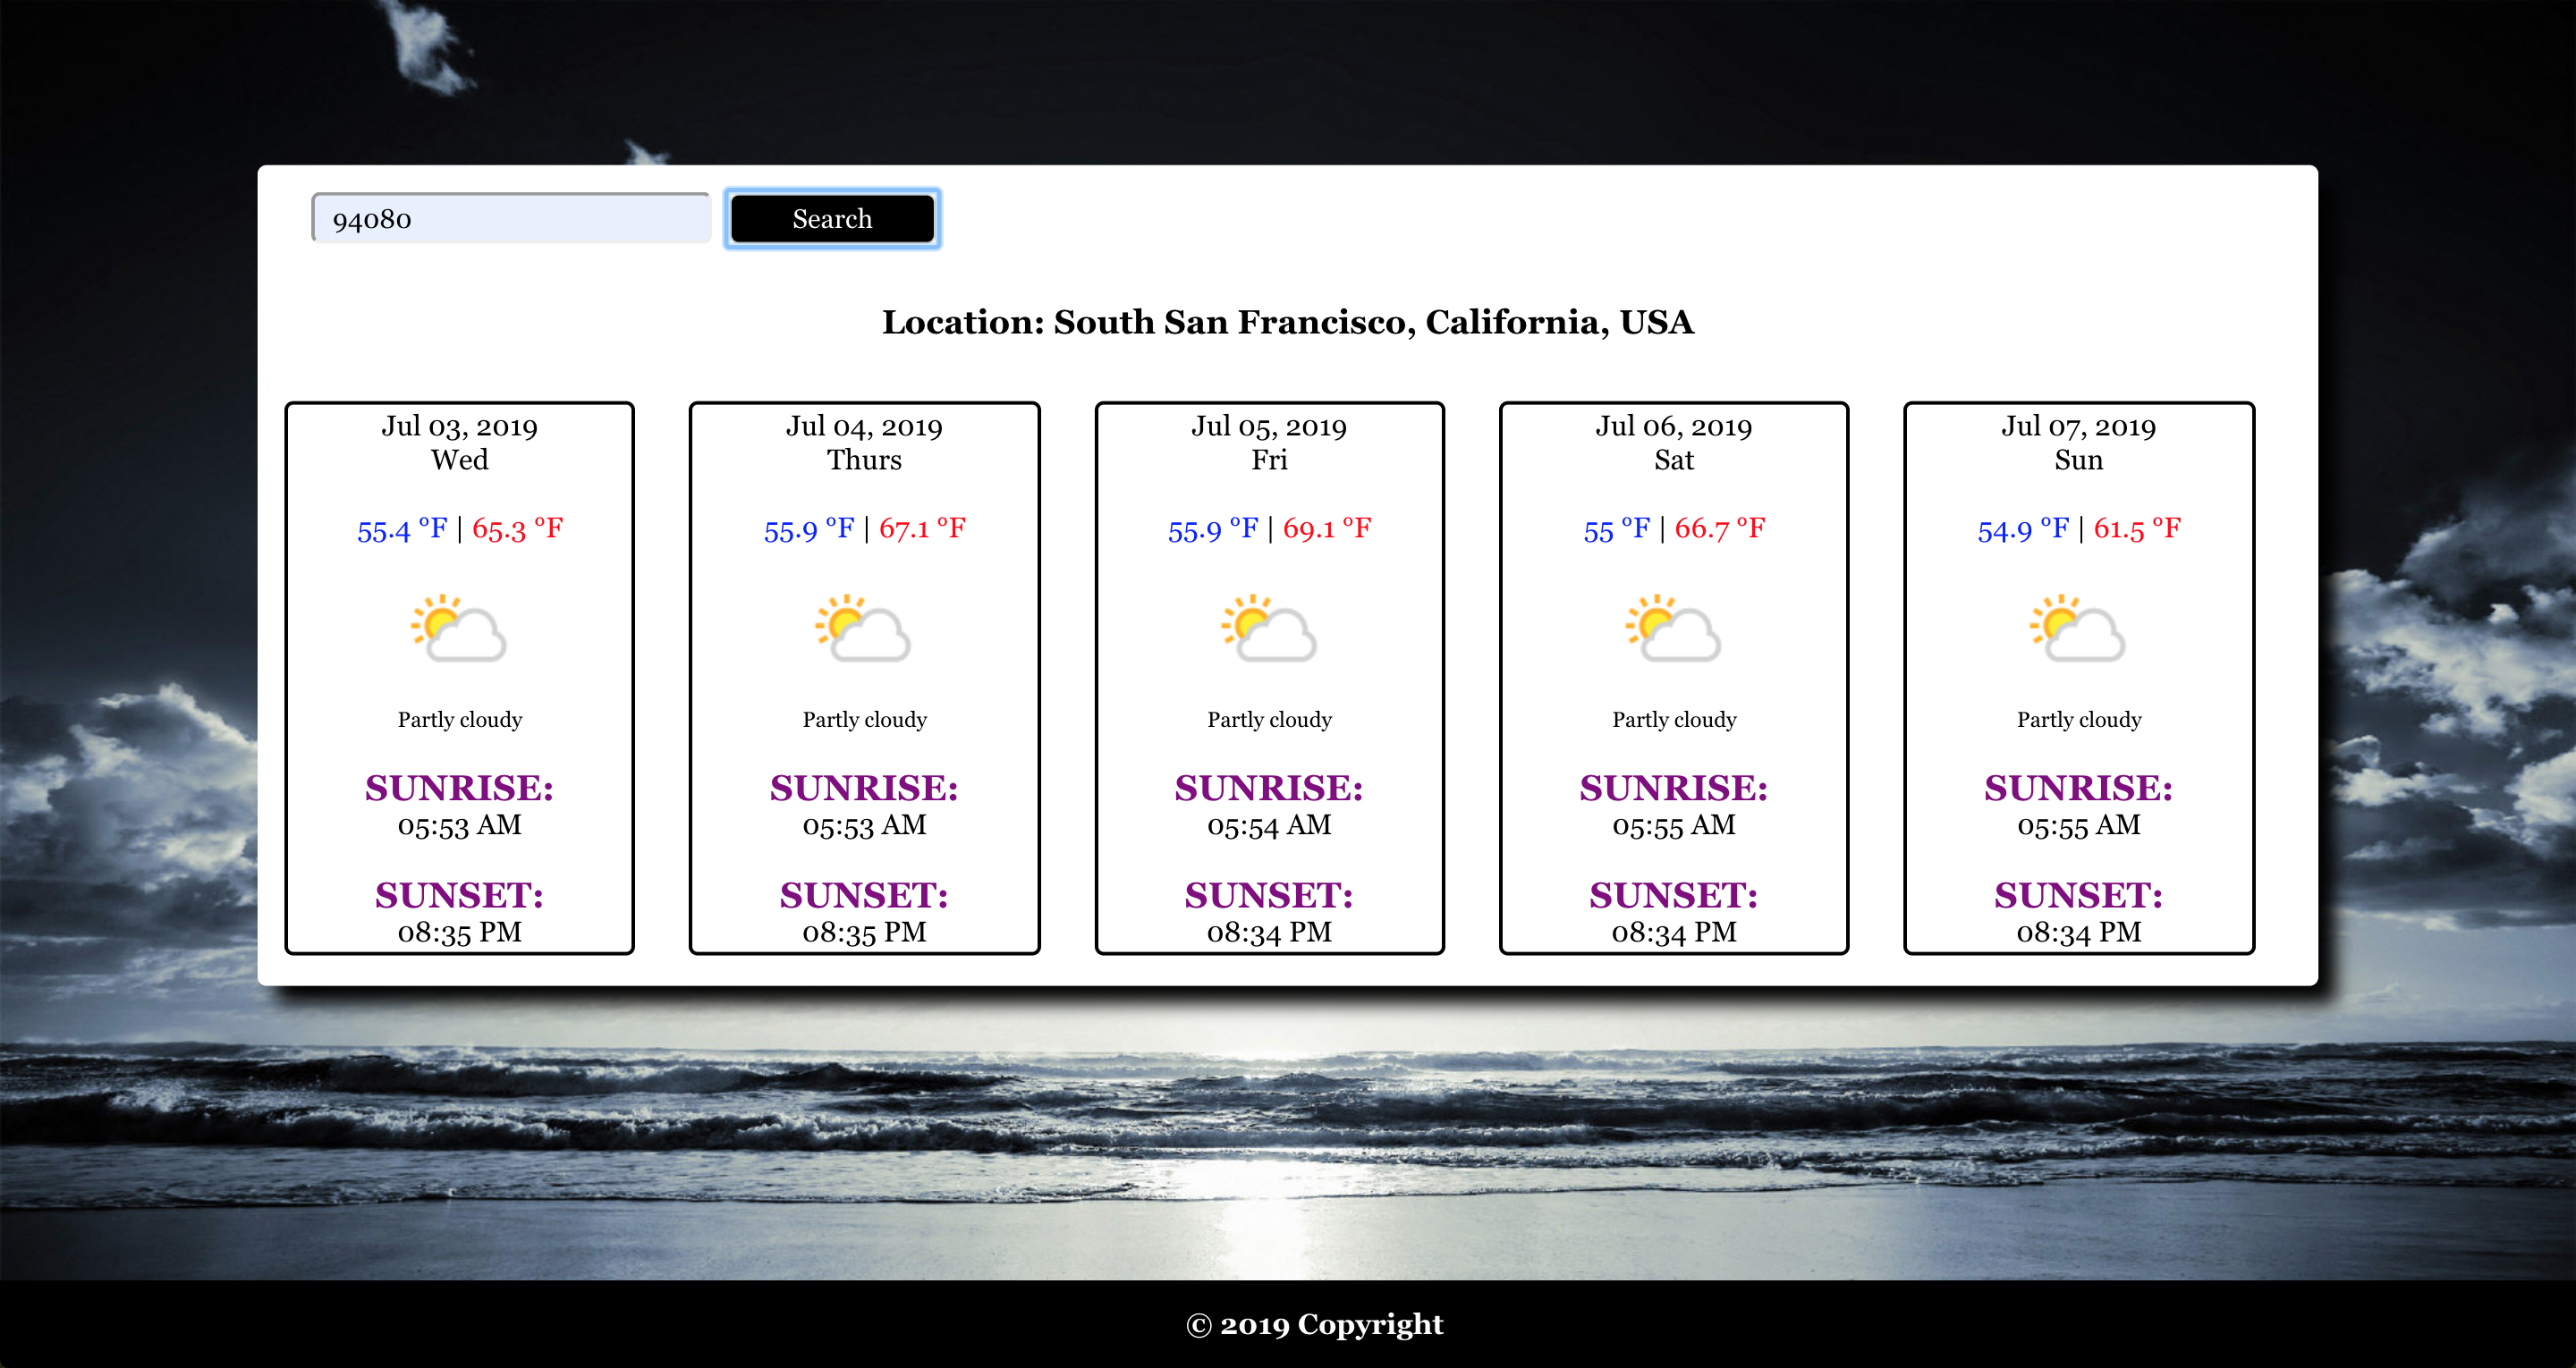 94080
Search
Location: South San Francisco, California, USA
Jul 03, 2019
Wed
55.4 °F | 65.3 °F
Partly cloudy
SUNRISE:
05:53 AM
SUNSET:
08:35 PM
Jul 04, 2019
Thurs
55.9 °F | 67.1 °F
Partly cloudy
SUNRISE:
05:53 AM
SUNSET:
08:35 PM
Jul 05, 2019
Fri
55.9 °F | 69.1 °F
Partly cloudy
SUNRISE:
05:54 AM
SUNSET:
08:34 PM
Jul 06, 2019
Sat
55 °F | 66.7 °F
Partly cloudy
SUNRISE:
05:55 AM
SUNSET:
08:34 PM
Jul 07, 2019
Sun
54.9 °F | 61.5 °F
Partly cloudy
SUNRISE:
05:55 AM
SUNSET:
08:34 PM
© 2019 Copyright